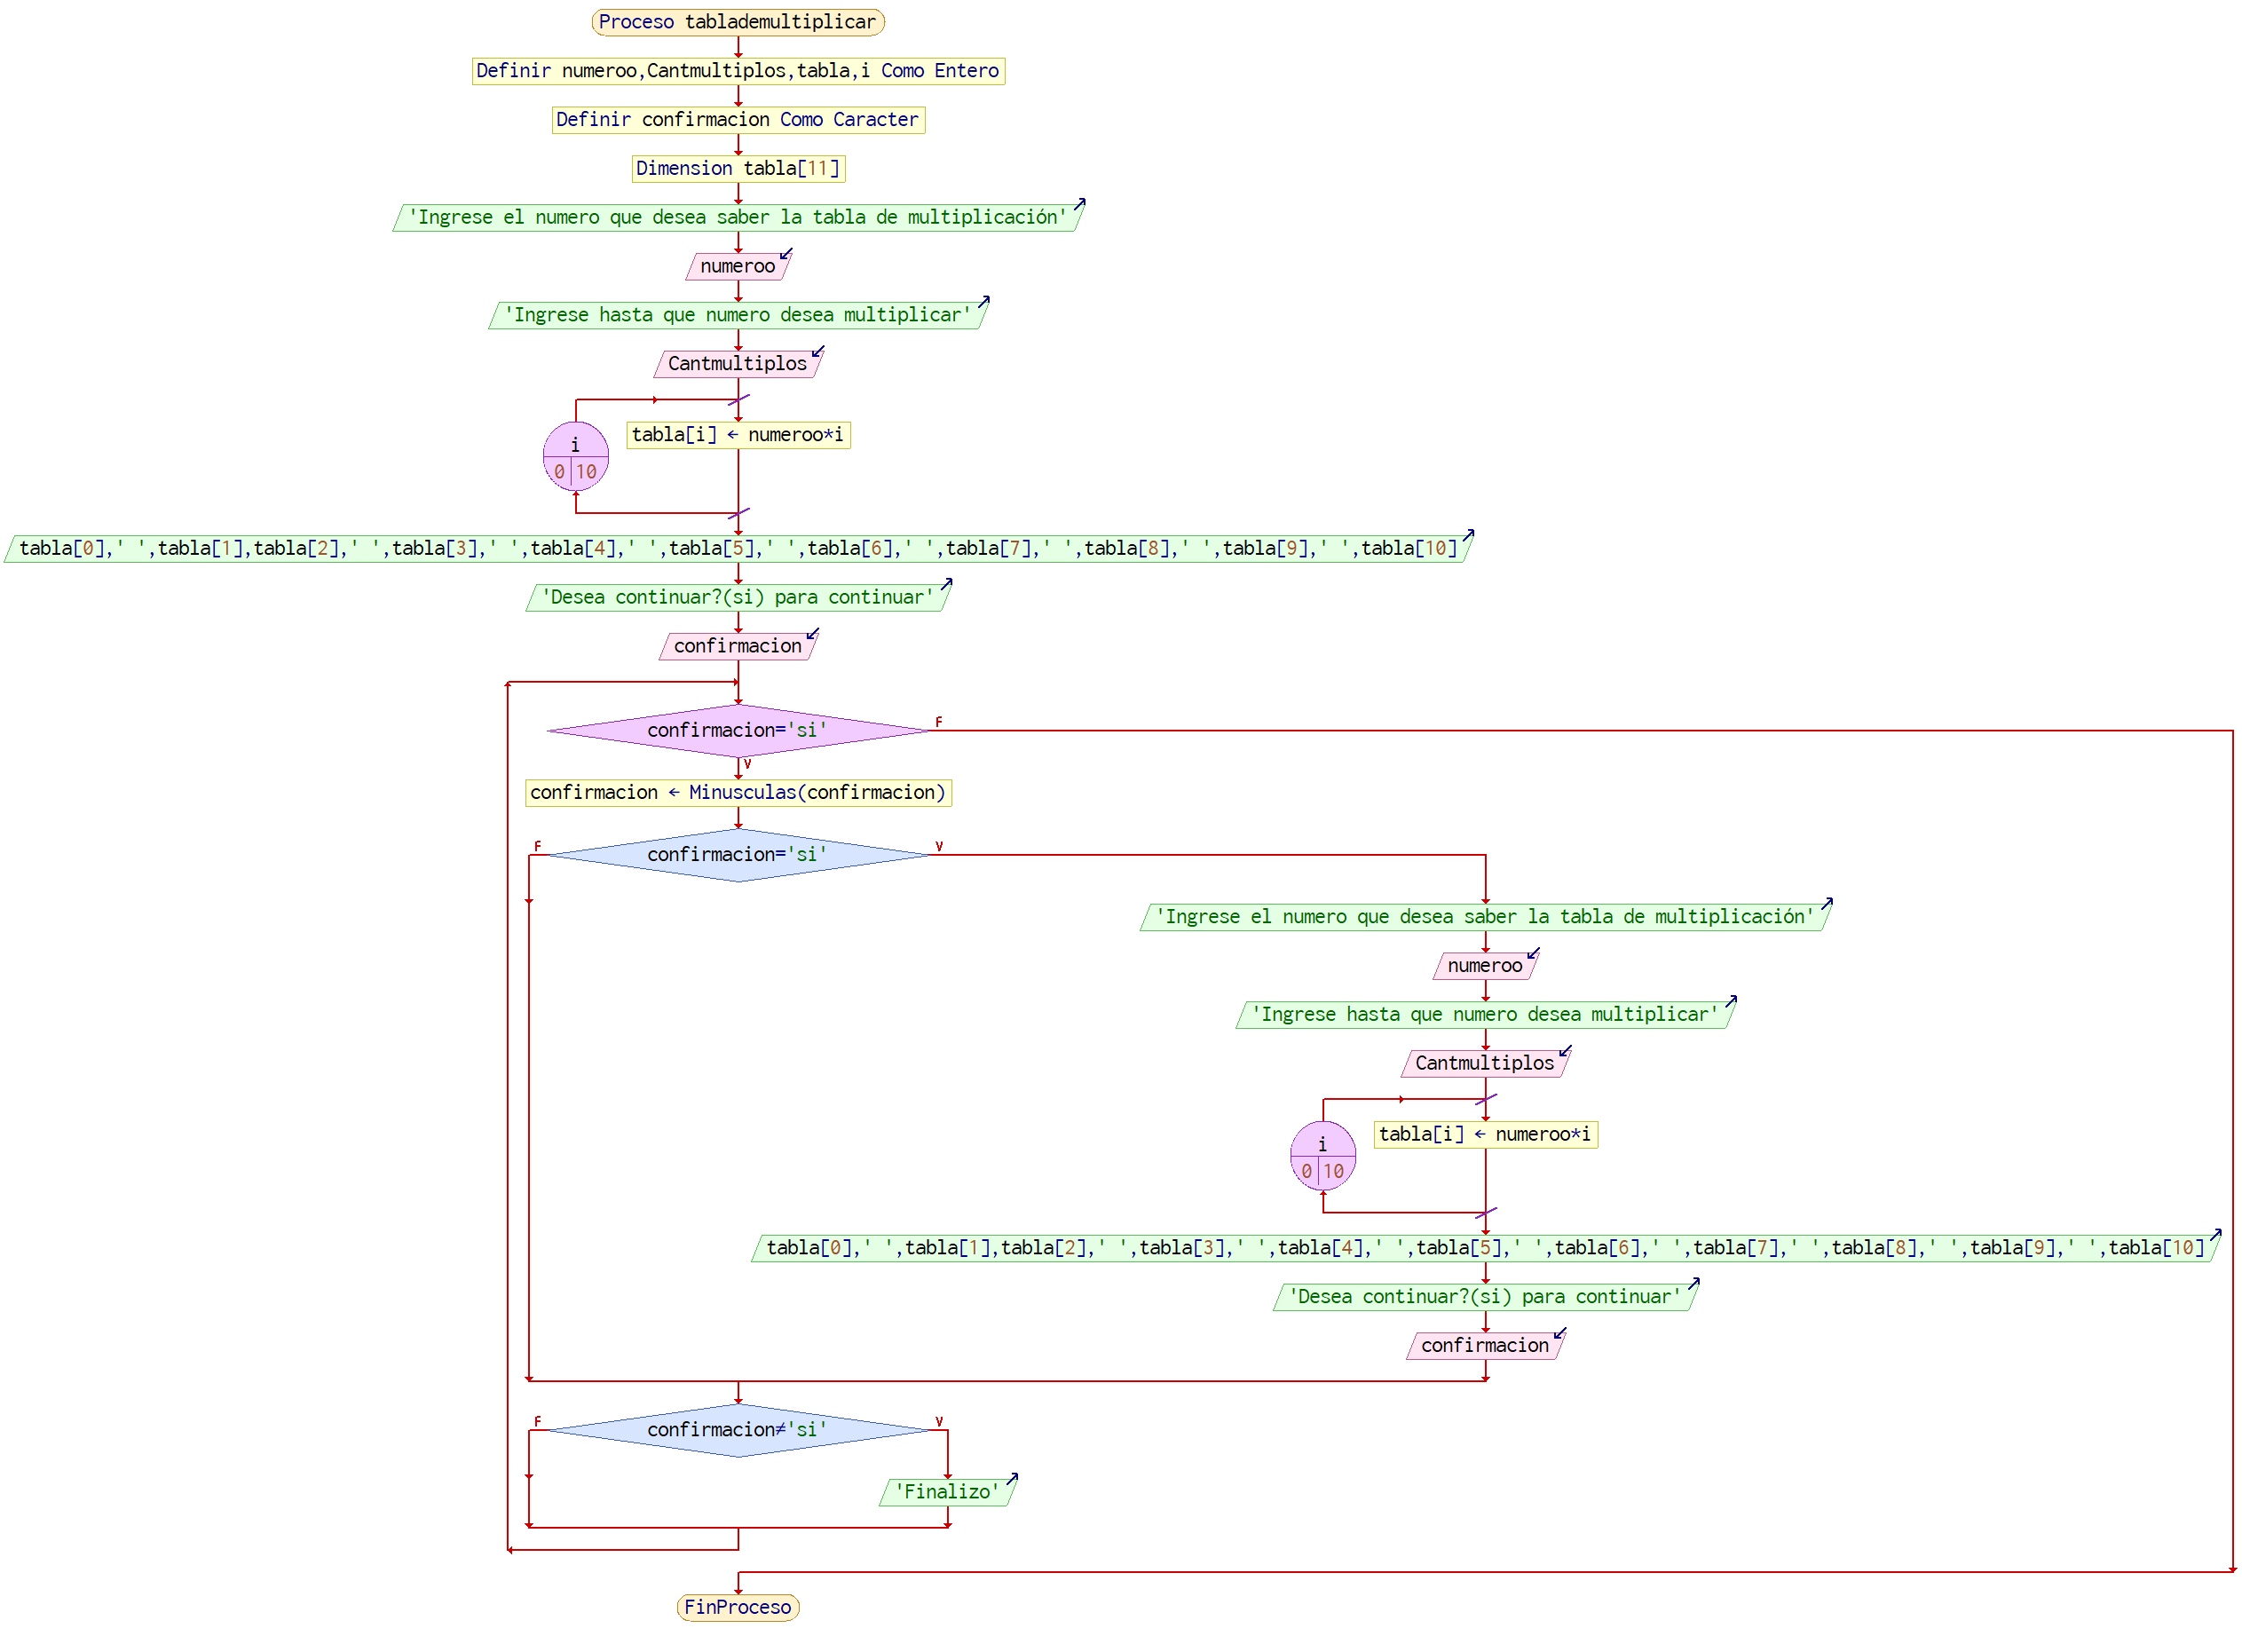 Proceso tablademultiplicar
Definir numeroo,Cantmultiplos,tabla,i Como Entero
Definir confirmacion Como Caracter
Dimension tabla[11]
'Ingrese el numero que desea saber la tabla de multiplicación'
numeroo
'Ingrese hasta que numero desea multiplicar'
Cantmultiplos
tabla[i] ← numeroo*i
i
0 10
tabla[0],' ',tabla[1],tabla[2],' ',tabla[3],' ',tabla[4],' ',tabla[5],' ',tabla[6],' ',tabla[7],' ',tabla[8],' ',tabla[9],' ',tabla[10]
'Desea continuar?(si) para continuar'
confirmacion
confirmacion='si'
F
V
confirmacion ← Minusculas(confirmacion)
F
confirmacion='si'
V
'Ingrese el numero que desea saber la tabla de multiplicación'
numeroo
'Ingrese hasta que numero desea multiplicar'
Cantmultiplos
tabla[i] ← numeroo*i
i
0 10
tabla[0],' ',tabla[1],tabla[2],' ',tabla[3],' ',tabla[4],' ',tabla[5],' ',tabla[6],' ',tabla[7],' ',tabla[8],' ',tabla[9],' ',tabla[10]
'Desea continuar?(si) para continuar'
confirmacion
F
confirmacion≠'si'
V
'Finalizo'
FinProceso